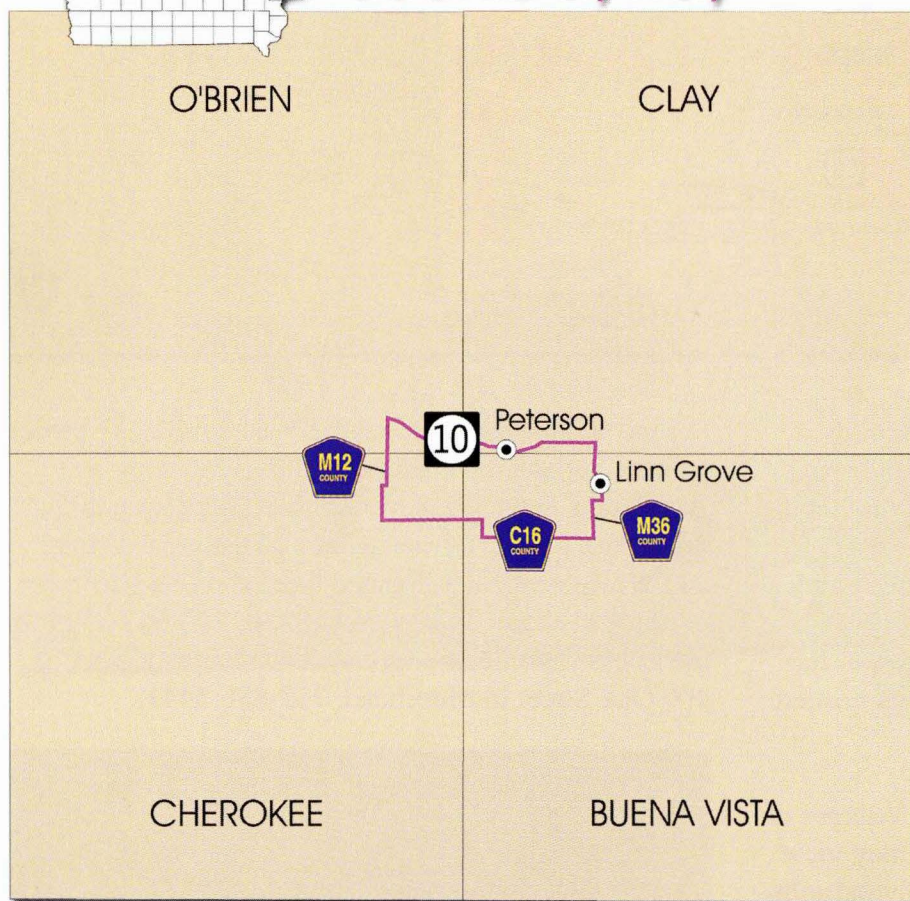 O'BRIEN
CLAY
10
Peterson
M12
COUNTY
Linn Grove
C16
COUNTY
M36
COUNTY
CHEROKEE
BUENA VISTA